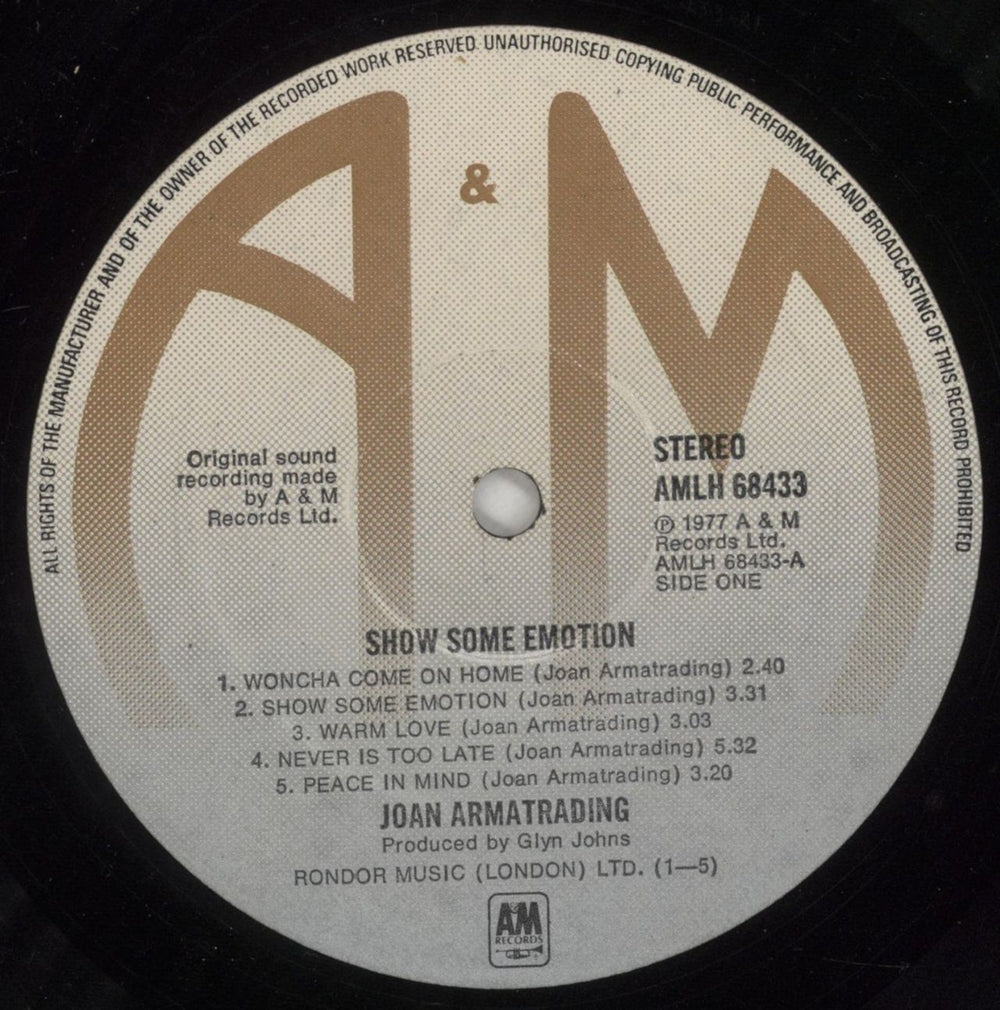 ALL RIGHTS OF THE MANUFACTURER AND OF THE OWNER OF THE RECORDED WORK RESERVED. UNAUTHORISED COPYING PUBLIC PERFORMANCE AND BROADCASTING OF THIS RECORD PROHIBITED
A & M
Original sound
recording made
by A & M
Records Ltd.
STEREO
AMLH 68433
℗ 1977 A & M
Records Ltd.
AMLH 68433-A
SIDE ONE
SHOW SOME EMOTION
1. WONCHA COME ON HOME (Joan Armatrading) 2.40
2. SHOW SOME EMOTION (Joan Armatrading) 3.31
3. WARM LOVE (Joan Armatrading) 3.03
4. NEVER IS TOO LATE (Joan Armatrading) 5.32
5. PEACE IN MIND (Joan Armatrading) 3.20
JOAN ARMATRADING
Produced by Glyn Johns
RONDOR MUSIC (LONDON) LTD. (1—5)
A&M
RECORDS